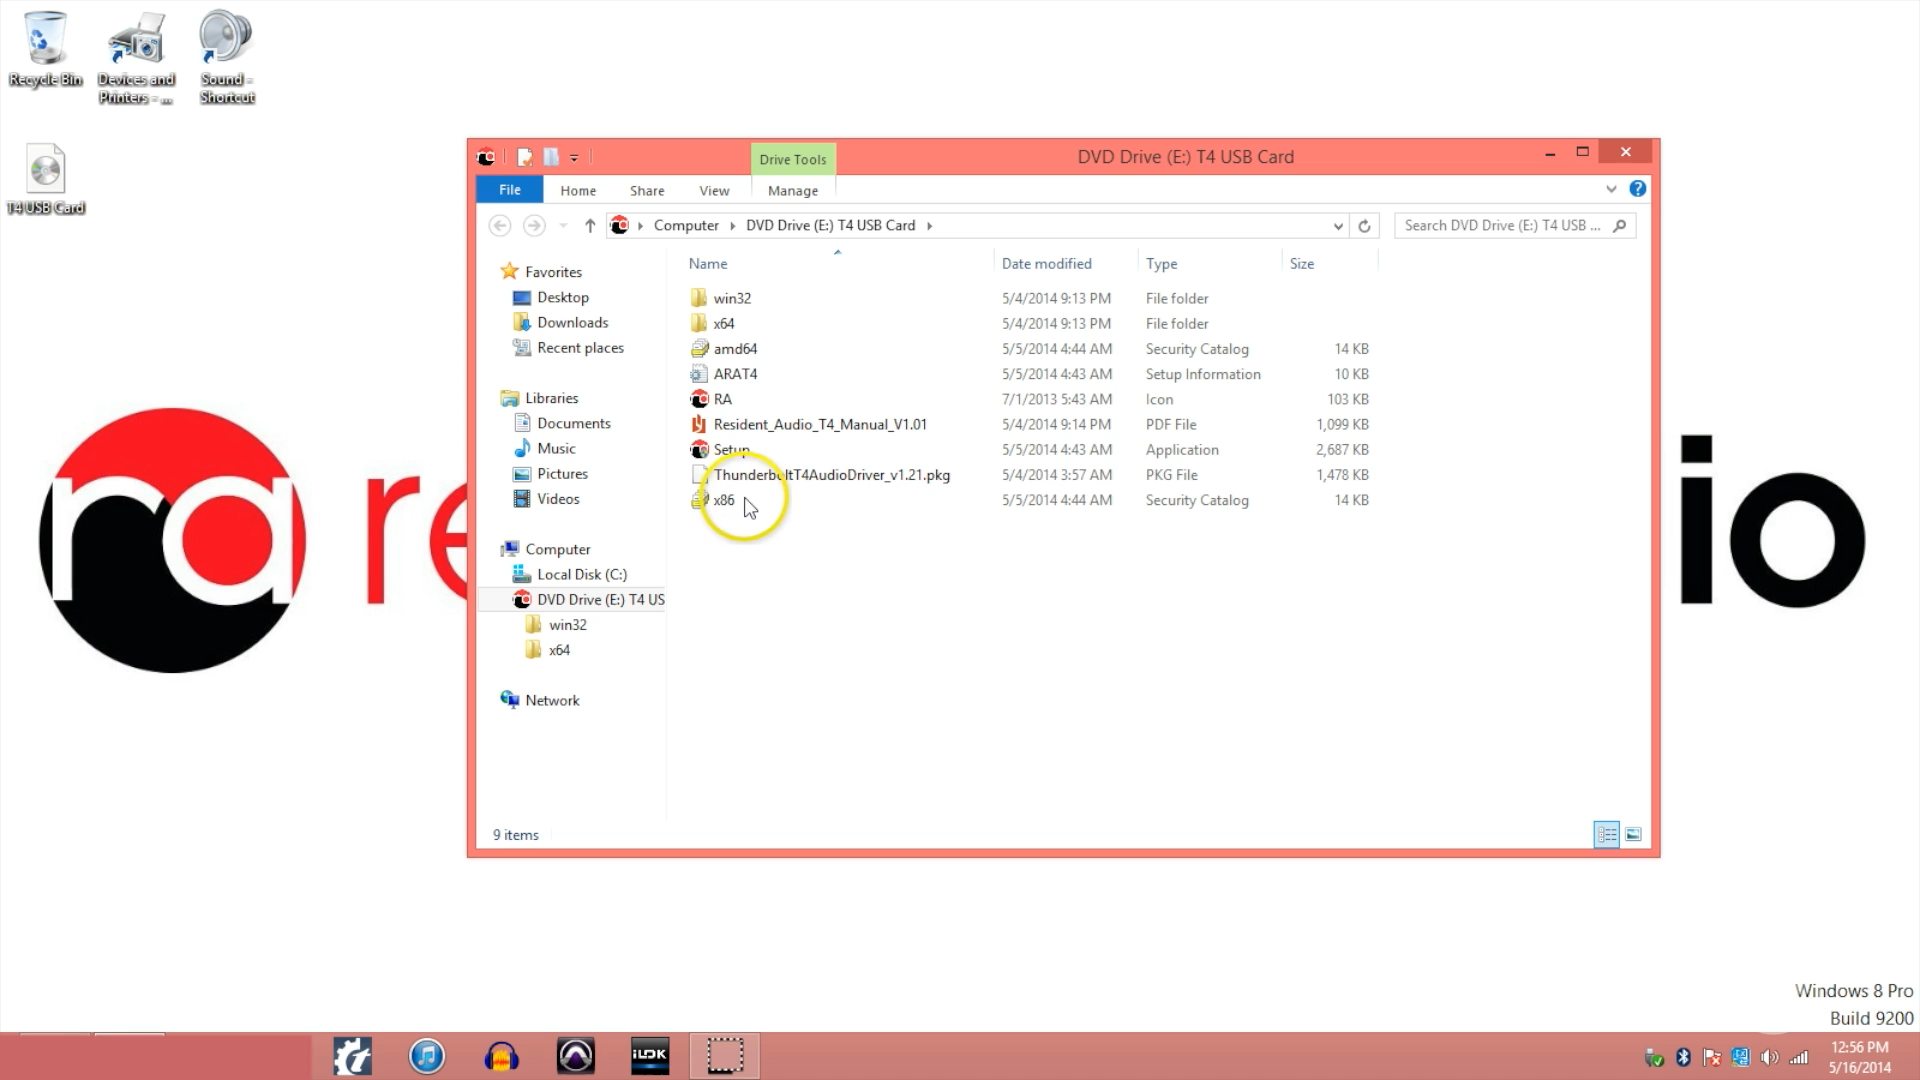 Recycle Bin
Devices and
Printers - ...
Sound -
Shortcut
T4 USB Card
Drive Tools
DVD Drive (E:) T4 USB Card
File
Home
Share
View
Manage
Computer
DVD Drive (E:) T4 USB Card
Search DVD Drive (E:) T4 USB ...
Name
Date modified
Type
Size
Favorites
Desktop
Downloads
Recent places
Libraries
Documents
Music
Pictures
Videos
Computer
Local Disk (C:)
DVD Drive (E:) T4 US
win32
x64
Network
win32 5/4/2014 9:13 PM File folder
x64 5/4/2014 9:13 PM File folder
amd64 5/5/2014 4:44 AM Security Catalog 14 KB
ARAT4 5/5/2014 4:43 AM Setup Information 10 KB
RA 7/1/2013 5:43 AM Icon 103 KB
Resident_Audio_T4_Manual_V1.01 5/4/2014 9:14 PM PDF File 1,099 KB
Setup 5/5/2014 4:43 AM Application 2,687 KB
ThunderboltT4AudioDriver_v1.21.pkg 5/4/2014 3:57 AM PKG File 1,478 KB
x86 5/5/2014 4:44 AM Security Catalog 14 KB
9 items
ra re
io
Windows 8 Pro
Build 9200
iLOK
12:56 PM
5/16/2014